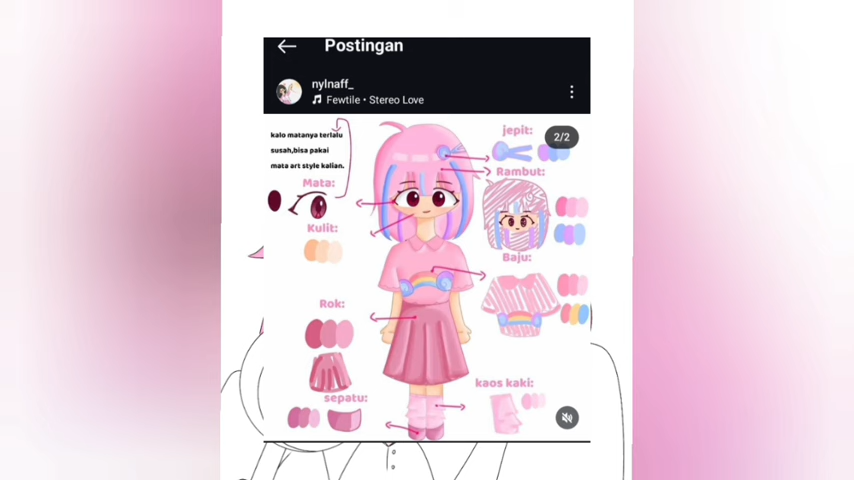 Postingan
nylnaff_
Fewtile • Stereo Love
2/2
kalo matanya terlalu
susah,bisa pakai
mata art style kalian.
jepit:
Mata:
Rambut:
Kulit:
Baju:
Rok:
kaos kaki:
sepatu: